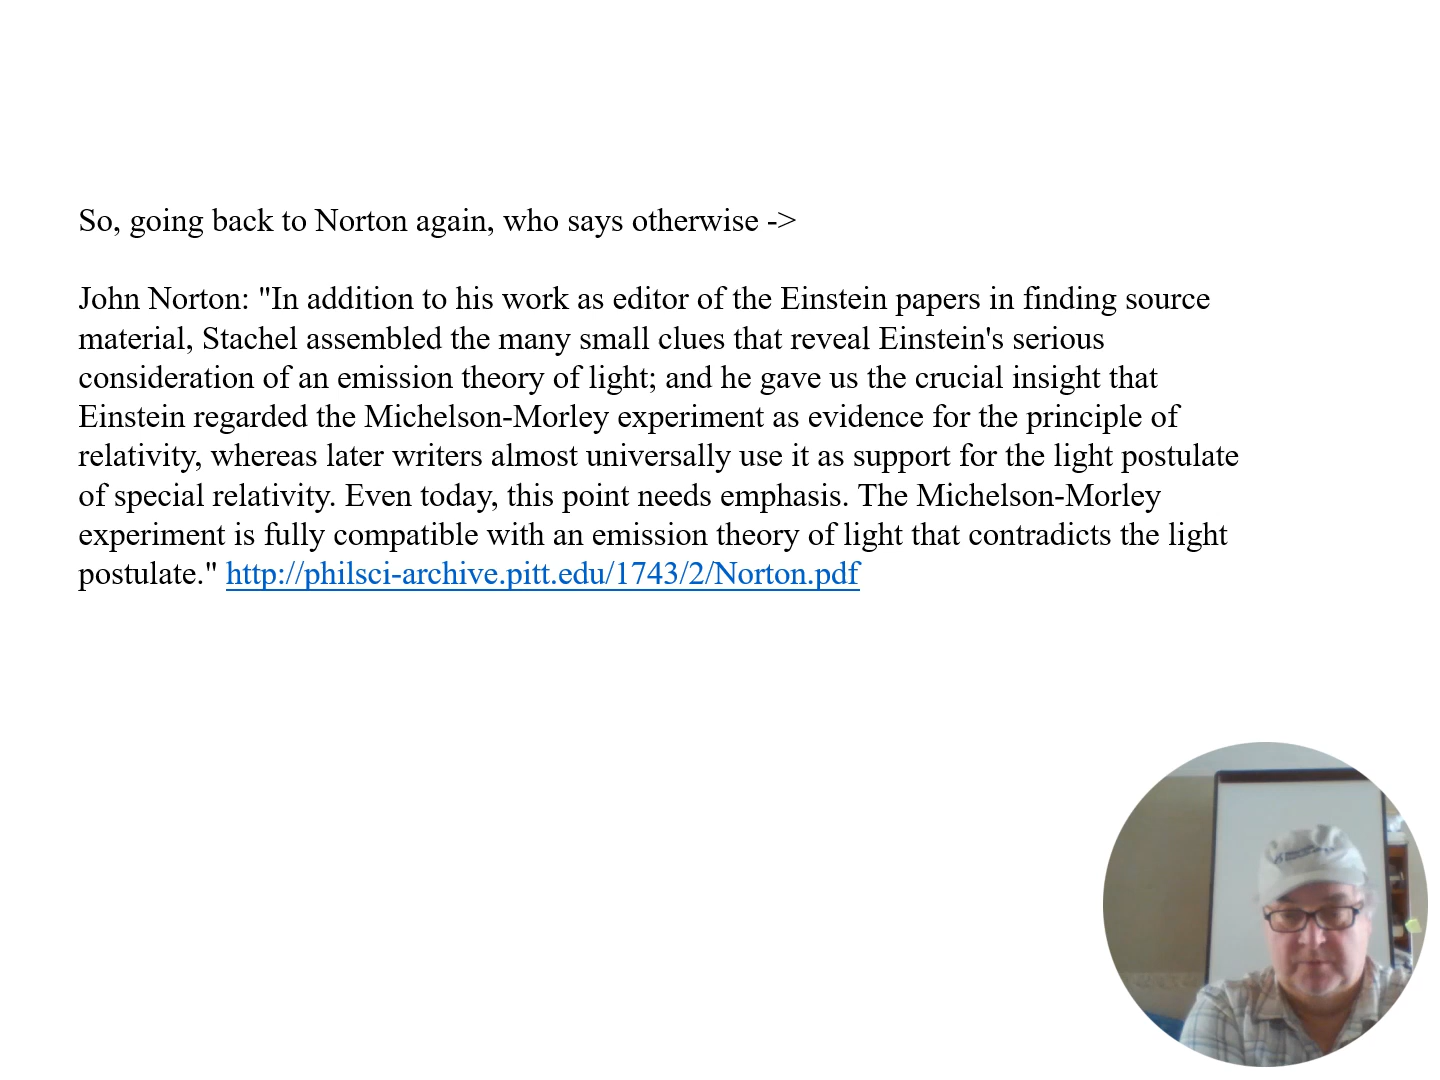 So, going back to Norton again, who says otherwise ->
John Norton: "In addition to his work as editor of the Einstein papers in finding source
material, Stachel assembled the many small clues that reveal Einstein's serious
consideration of an emission theory of light; and he gave us the crucial insight that
Einstein regarded the Michelson-Morley experiment as evidence for the principle of
relativity, whereas later writers almost universally use it as support for the light postulate
of special relativity. Even today, this point needs emphasis. The Michelson-Morley
experiment is fully compatible with an emission theory of light that contradicts the light
postulate." http://philsci-archive.pitt.edu/1743/2/Norton.pdf